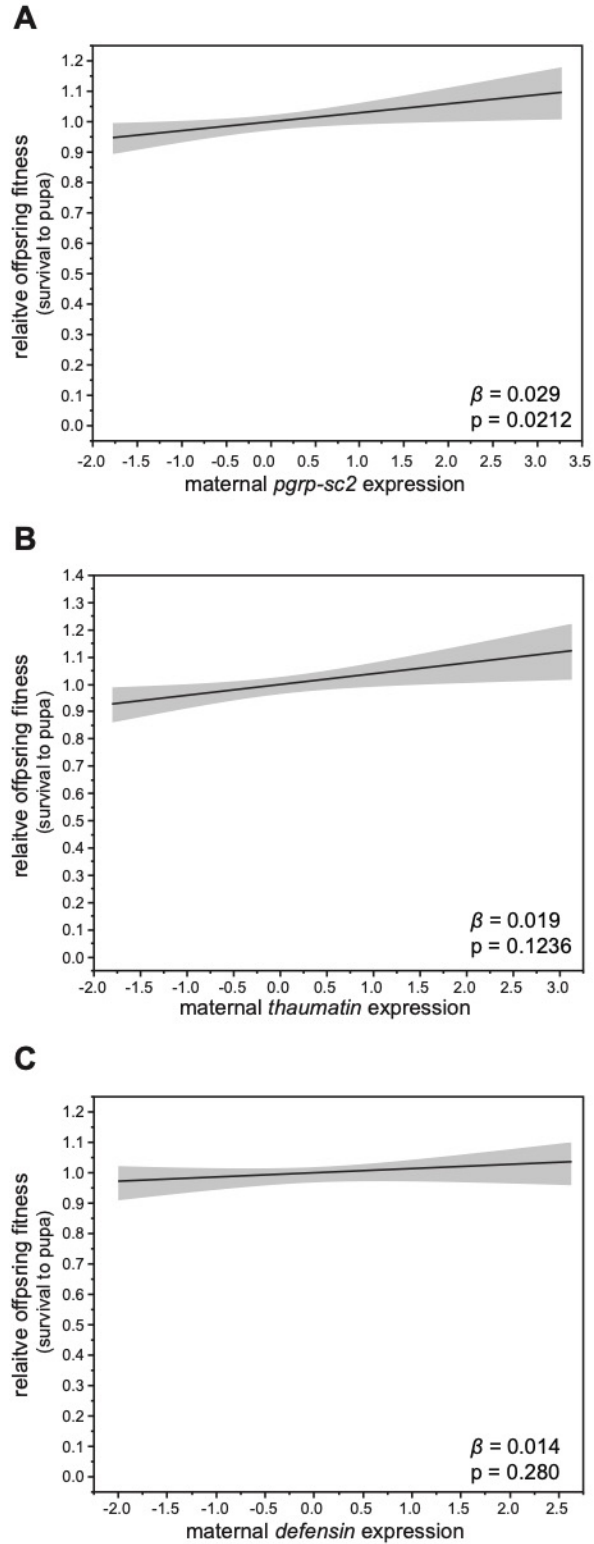 A
relaitve offpsring fitness
(survival to pupa)
1.2
1.1
1.0
0.9
0.8
0.7
0.6
0.5
0.4
0.3
0.2
0.1
0.0
β = 0.029
p = 0.0212
-2.0 -1.5 -1.0 -0.5 0.0 0.5 1.0 1.5 2.0 2.5 3.0 3.5
maternal pgrp-sc2 expression
B
relaitve offpsring fitness
(survival to pupa)
1.4
1.3
1.2
1.1
1.0
0.9
0.8
0.7
0.6
0.5
0.4
0.3
0.2
0.1
0.0
β = 0.019
p = 0.1236
-2.0 -1.5 -1.0 -0.5 0.0 0.5 1.0 1.5 2.0 2.5 3.0
maternal thaumatin expression
C
relaitve offpsring fitness
(survival to pupa)
1.2
1.1
1.0
0.9
0.8
0.7
0.6
0.5
0.4
0.3
0.2
0.1
0.0
β = 0.014
p = 0.280
-2.0 -1.5 -1.0 -0.5 0.0 0.5 1.0 1.5 2.0 2.5
maternal defensin expression